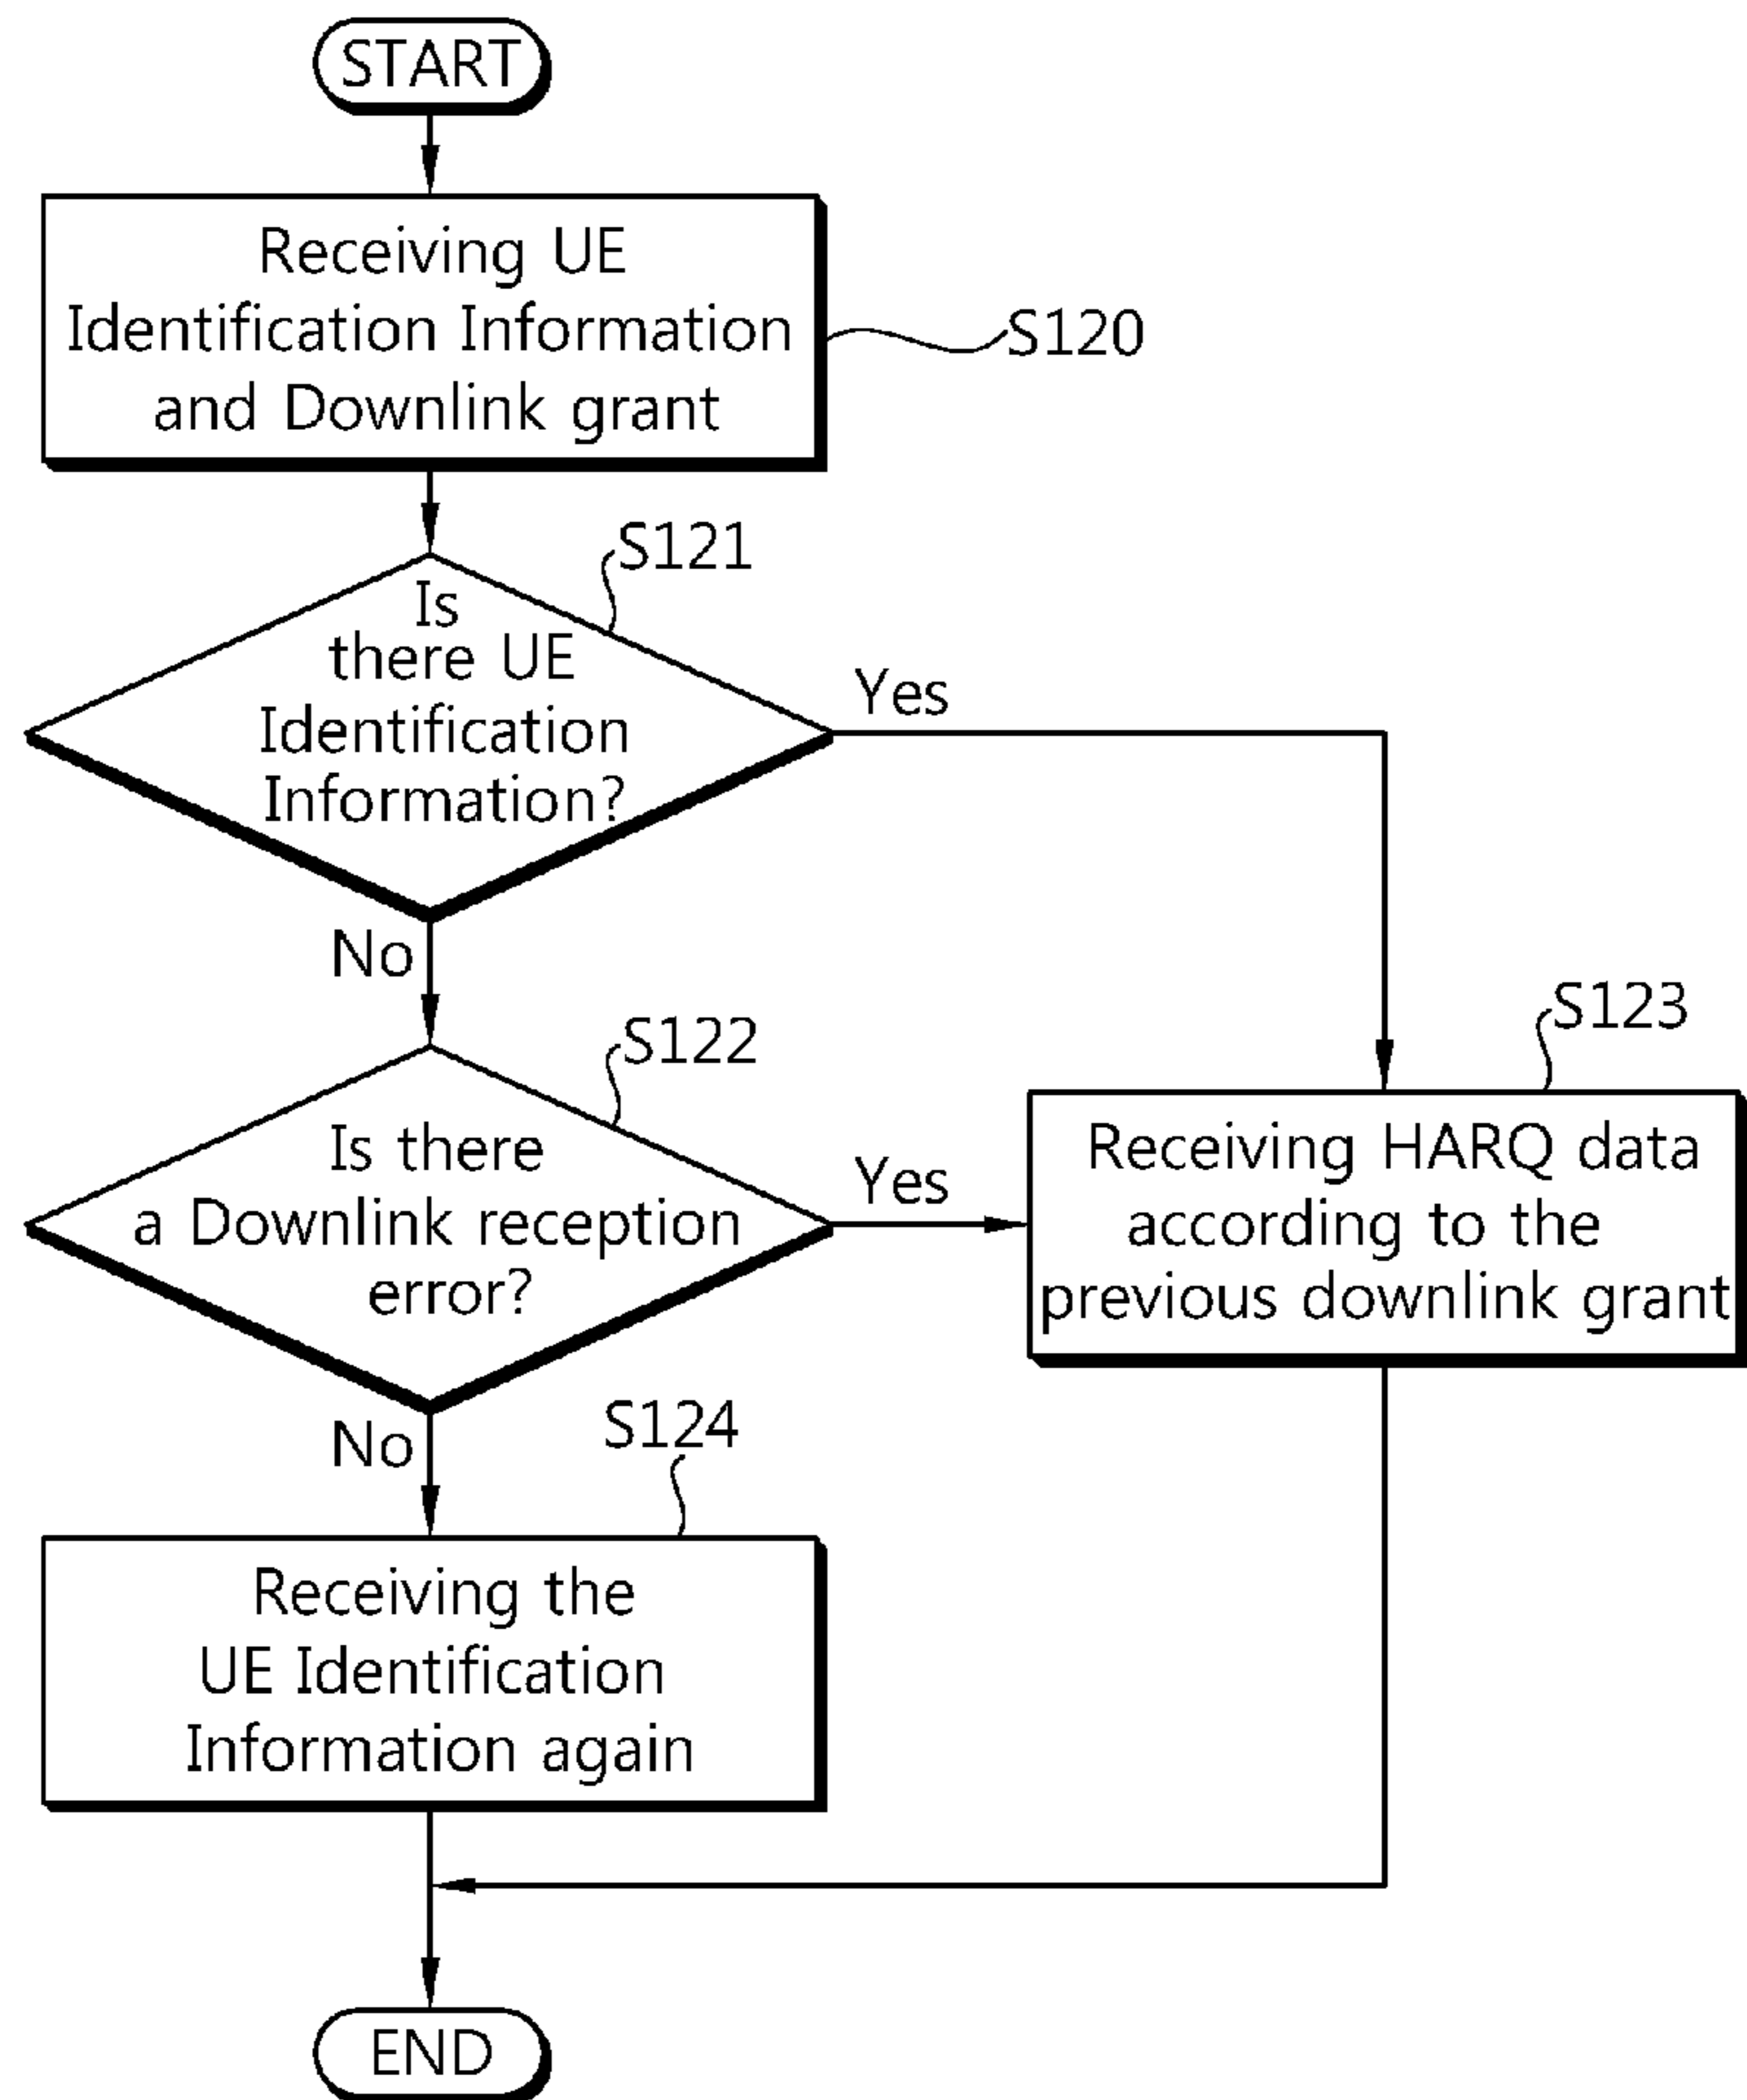 START
Receiving UE
Identification Information
and Downlink grant
S120
S121
Is
there UE
Identification
Information?
Yes
No
S122
Is there
a Downlink reception
error?
Yes
S123
Receiving HARQ data
according to the
previous downlink grant
No
S124
Receiving the
UE Identification
Information again
END